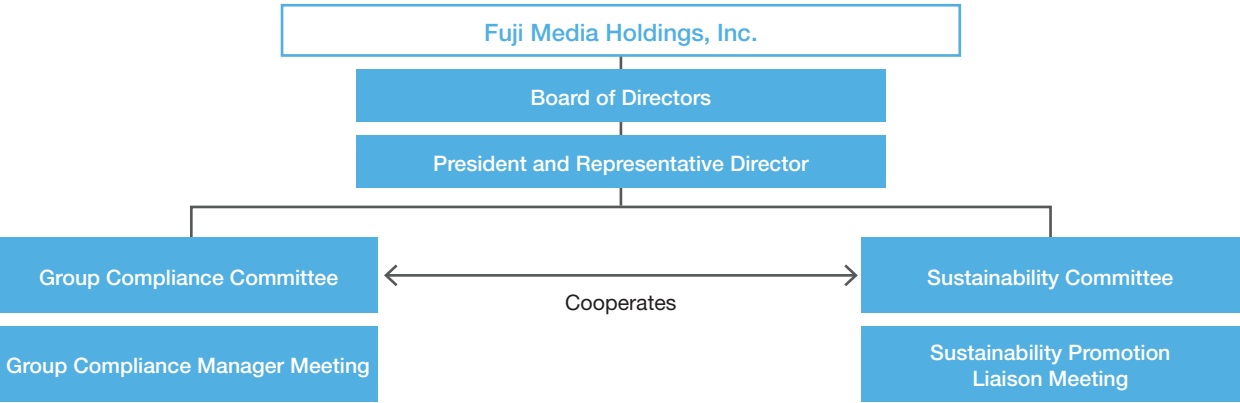 Fuji Media Holdings, Inc.
Board of Directors
President and Representative Director
Group Compliance Committee
Cooperates
Sustainability Committee
Group Compliance Manager Meeting
Sustainability Promotion
Liaison Meeting